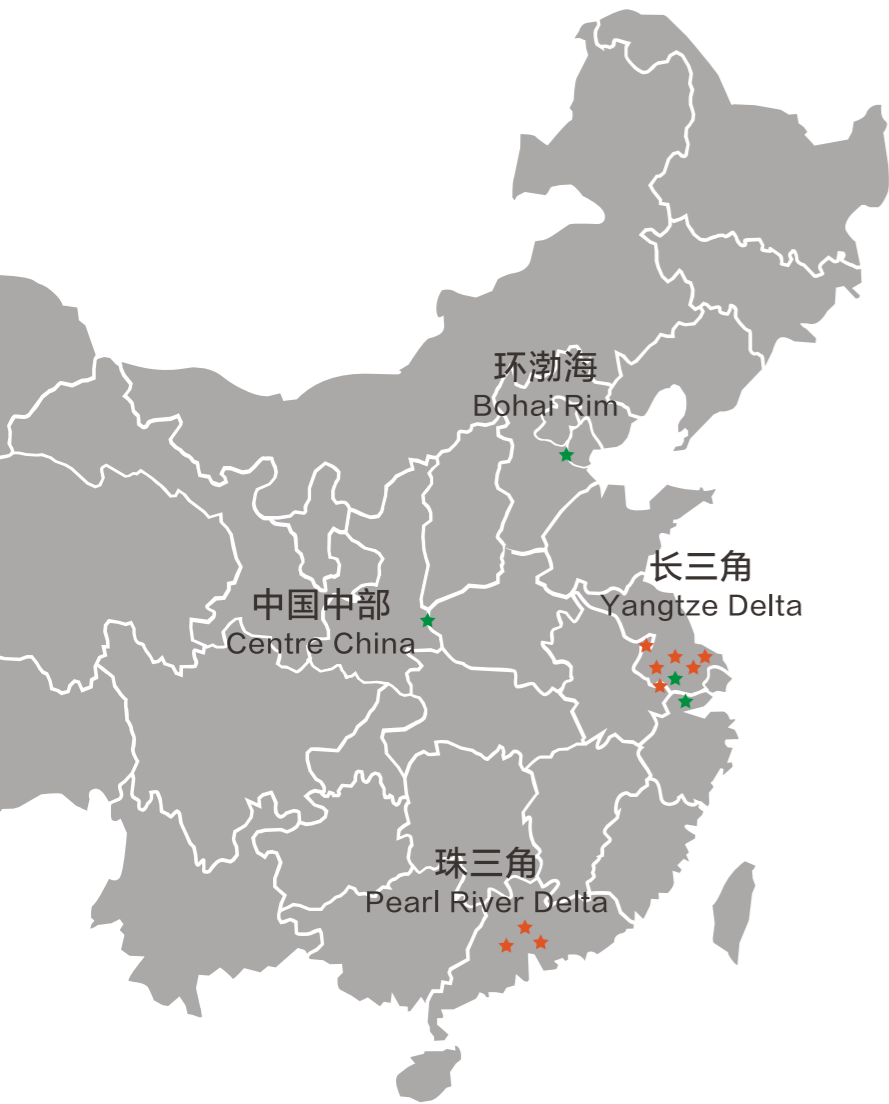 环渤海
Bohai Rim
长三角
Yangtze Delta
中国中部
Centre China
珠三角
Pearl River Delta